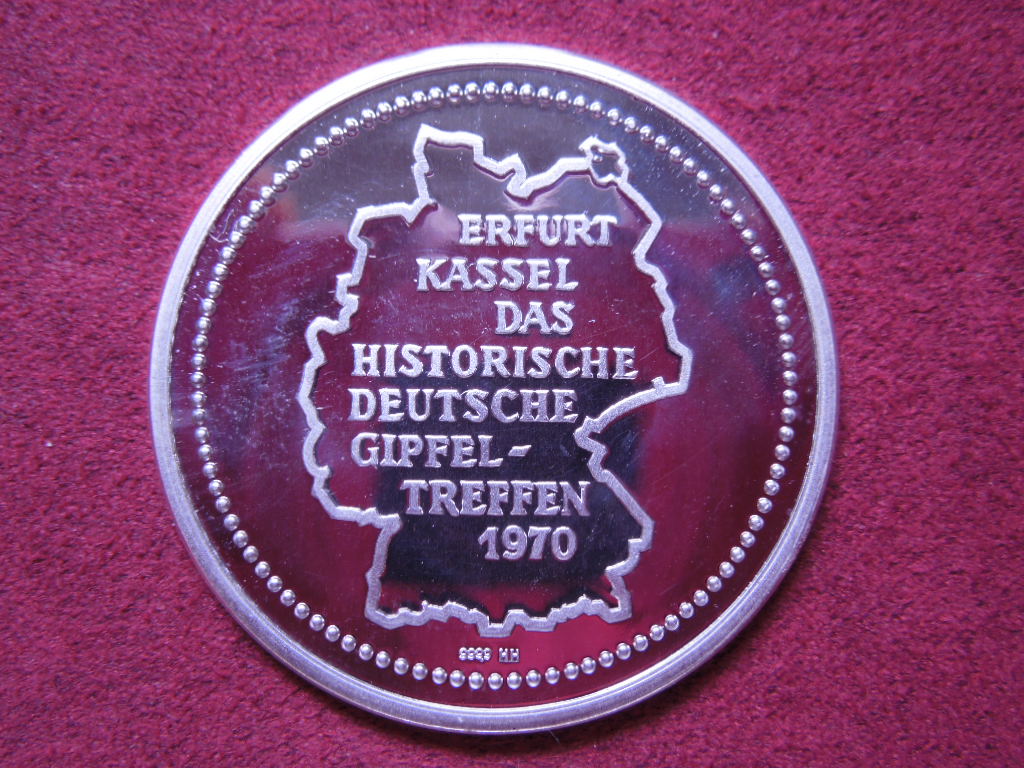 ERFURT
KASSEL
DAS
HISTORISCHE
DEUTSCHE
GIPFEL-
TREFFEN
1970